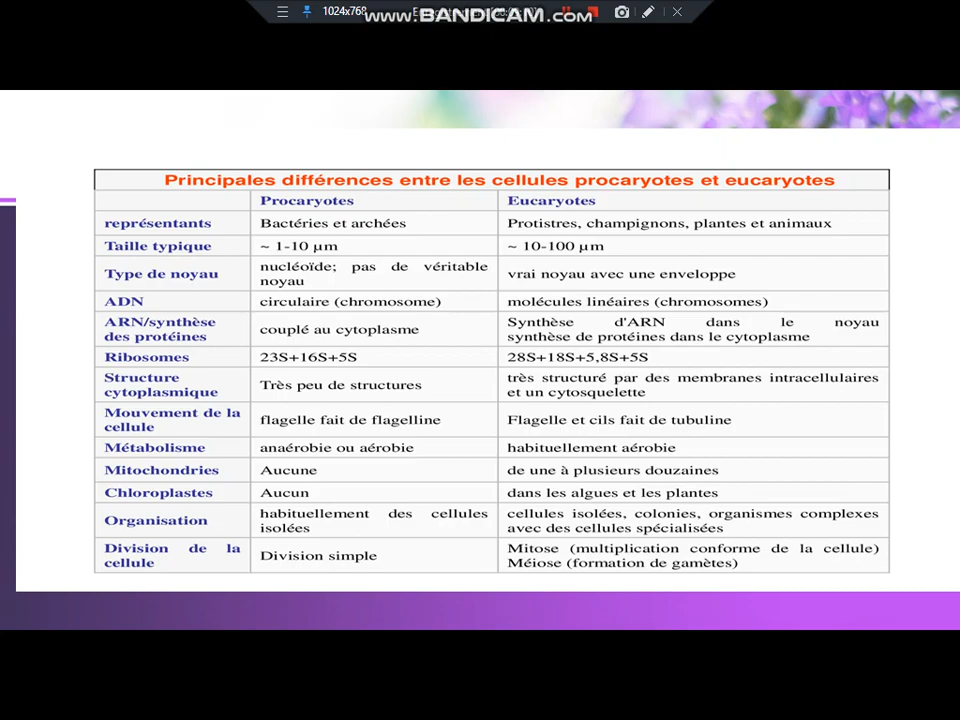 1024x768
www.BANDICAM.com
Principales différences entre les cellules procaryotes et eucaryotes
Procaryotes Eucaryotes
représentants Bactéries et archées Protistres, champignons, plantes et animaux
Taille typique ~ 1-10 µm ~ 10-100 µm
Type de noyau nucléoïde; pas de véritable noyau vrai noyau avec une enveloppe
ADN circulaire (chromosome) molécules linéaires (chromosomes)
ARN/synthèse des protéines couplé au cytoplasme Synthèse d'ARN dans le noyau synthèse de protéines dans le cytoplasme
Ribosomes 23S+16S+5S 28S+18S+5,8S+5S
Structure cytoplasmique Très peu de structures très structuré par des membranes intracellulaires et un cytosquelette
Mouvement de la cellule flagelle fait de flagelline Flagelle et cils fait de tubuline
Métabolisme anaérobie ou aérobie habituellement aérobie
Mitochondries Aucune de une à plusieurs douzaines
Chloroplastes Aucun dans les algues et les plantes
Organisation habituellement des cellules isolées cellules isolées, colonies, organismes complexes avec des cellules spécialisées
Division de la cellule Division simple Mitose (multiplication conforme de la cellule) Méiose (formation de gamètes)